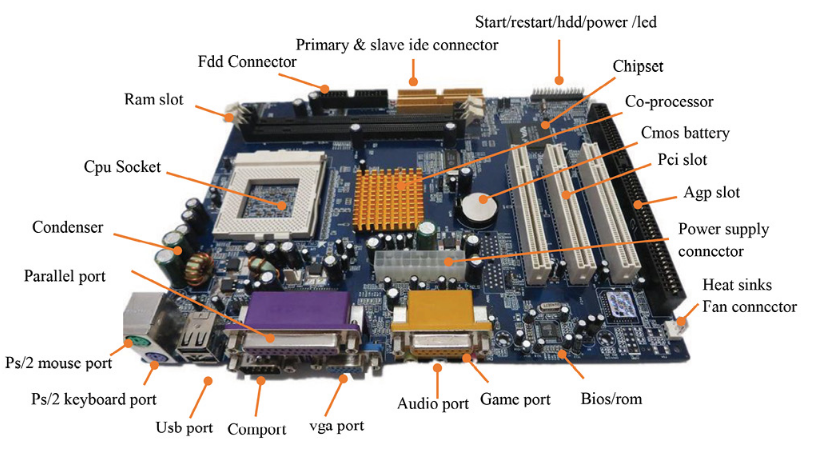 Start/restart/hdd/power /led
Primary & slave ide connector
Fdd Connector
Chipset
Ram slot
Co-processor
Cmos battery
Pci slot
Cpu Socket
Agp slot
Condenser
Power supply
connector
Parallel port
Heat sinks
Fan connector
Ps/2 mouse port
Ps/2 keyboard port
Usb port
Comport
vga port
Audio port
Game port
Bios/rom